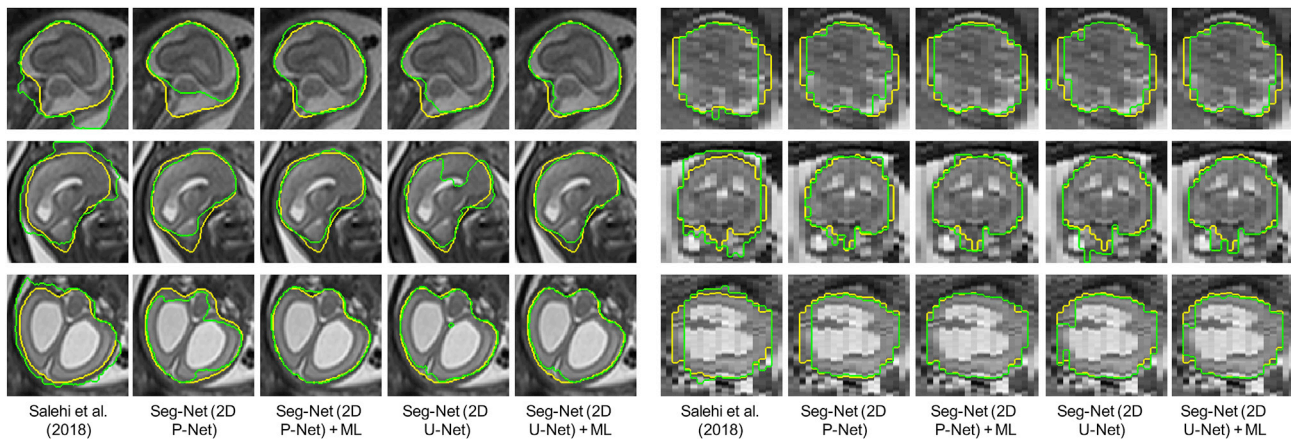 Salehi et al.
(2018)
Seg-Net (2D
P-Net)
Seg-Net (2D
P-Net) + ML
Seg-Net (2D
U-Net)
Seg-Net (2D
U-Net) + ML
Salehi et al.
(2018)
Seg-Net (2D
P-Net)
Seg-Net (2D
P-Net) + ML
Seg-Net (2D
U-Net)
Seg-Net (2D
U-Net) + ML